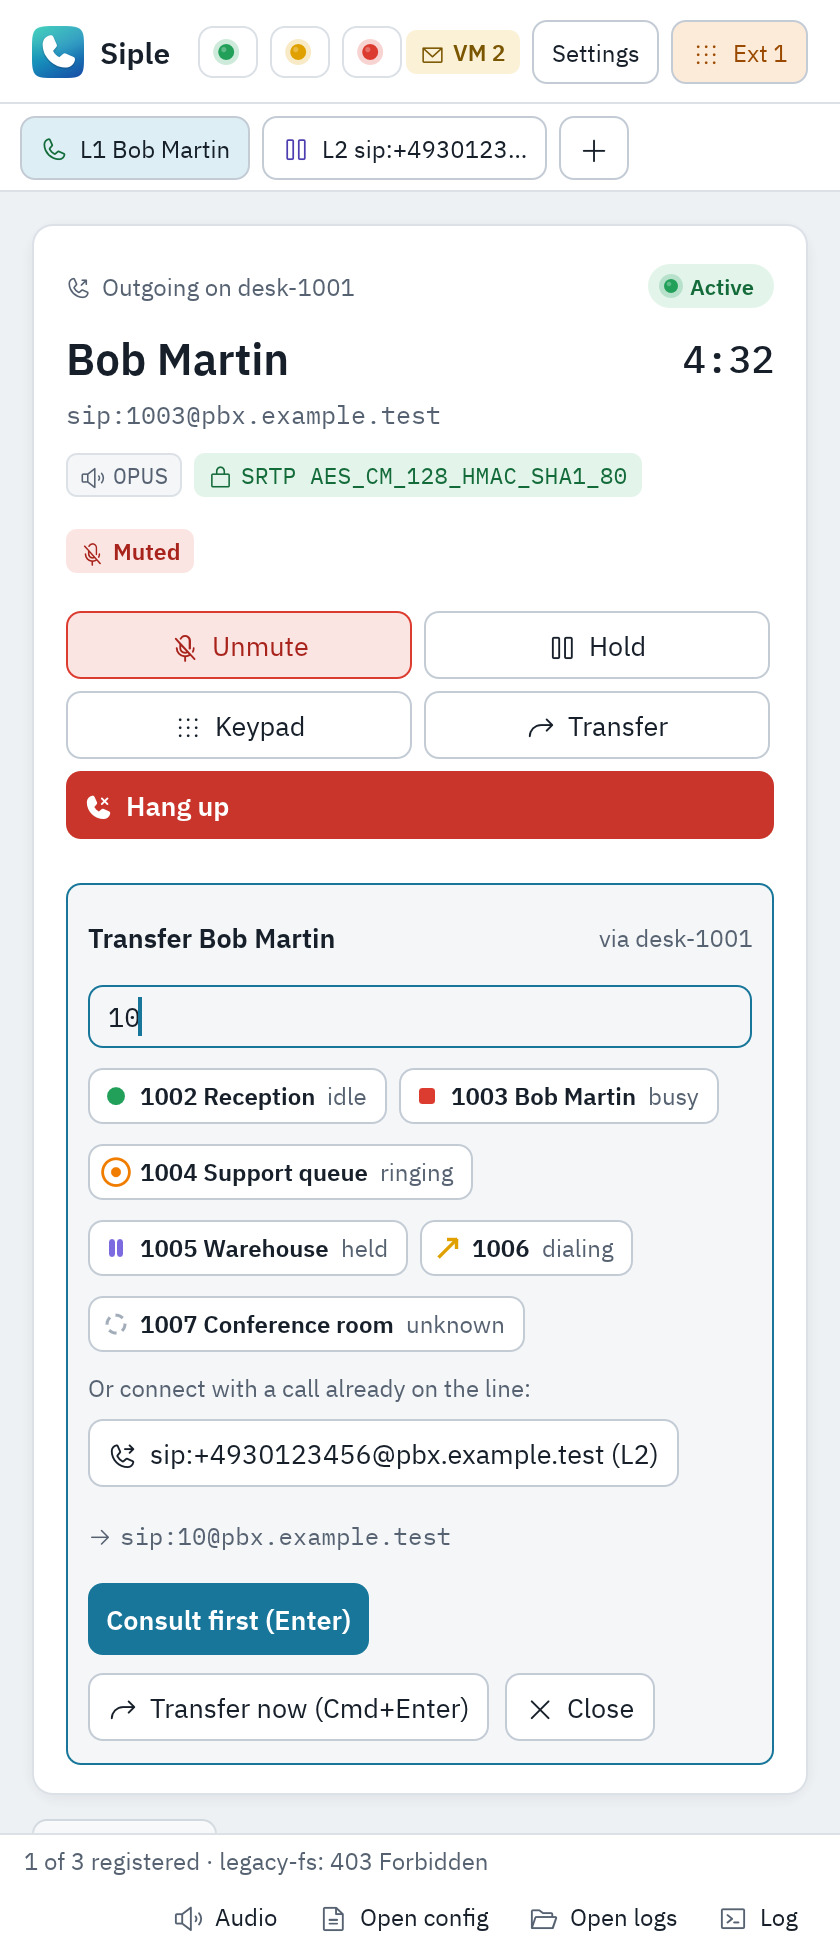 Siple
VM 2
Settings
Ext 1
L1 Bob Martin
L2 sip:+4930123...
Outgoing on desk-1001
Active
Bob Martin
4:32
sip:1003@pbx.example.test
OPUS
SRTP AES_CM_128_HMAC_SHA1_80
Muted
Unmute
Hold
Keypad
Transfer
Hang up
Transfer Bob Martin
via desk-1001
10
1002 Reception idle
1003 Bob Martin busy
1004 Support queue ringing
1005 Warehouse held
1006 dialing
1007 Conference room unknown
Or connect with a call already on the line:
sip:+4930123456@pbx.example.test (L2)
→ sip:10@pbx.example.test
Consult first (Enter)
Transfer now (Cmd+Enter)
Close
1 of 3 registered · legacy-fs: 403 Forbidden
Audio
Open config
Open logs
Log